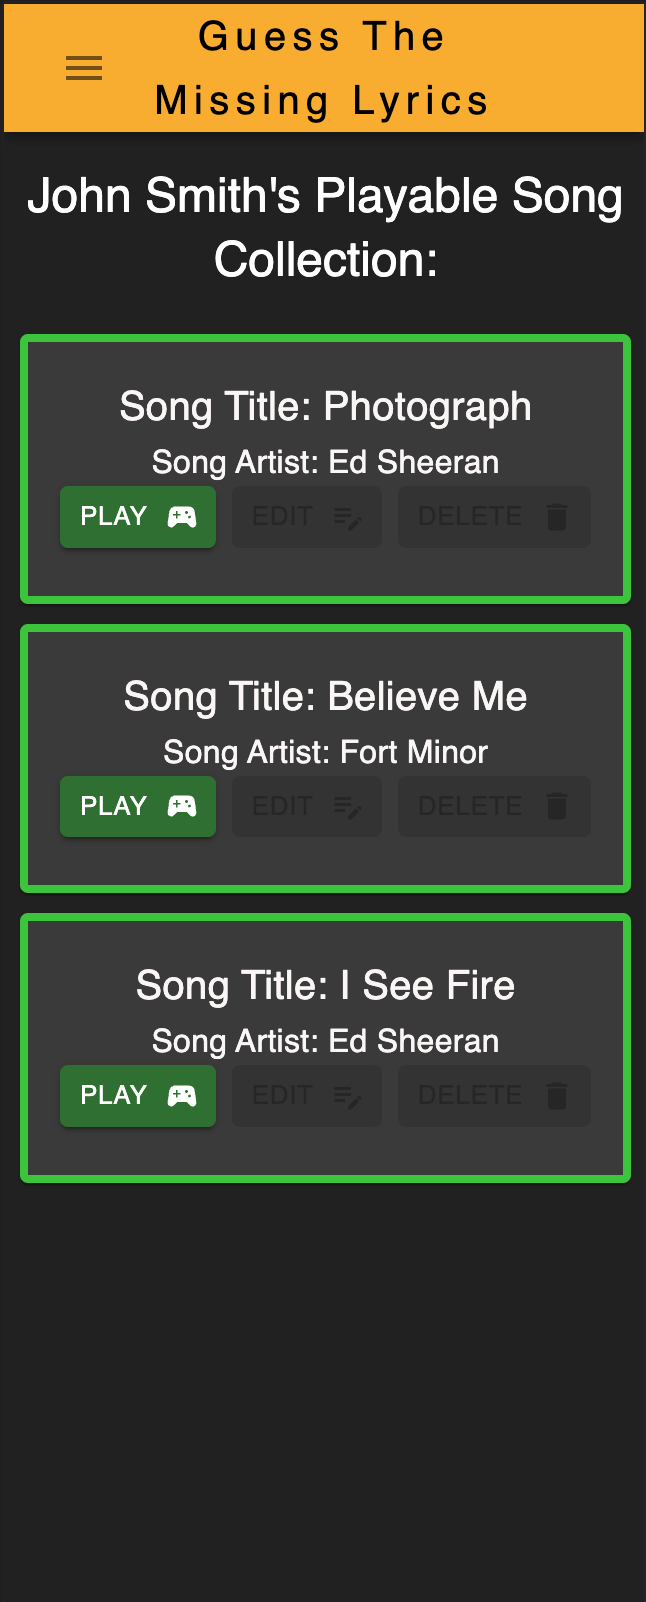 Guess The
Missing Lyrics
John Smith's Playable Song
Collection:
Song Title: Photograph
Song Artist: Ed Sheeran
PLAY EDIT DELETE
Song Title: Believe Me
Song Artist: Fort Minor
PLAY EDIT DELETE
Song Title: I See Fire
Song Artist: Ed Sheeran
PLAY EDIT DELETE